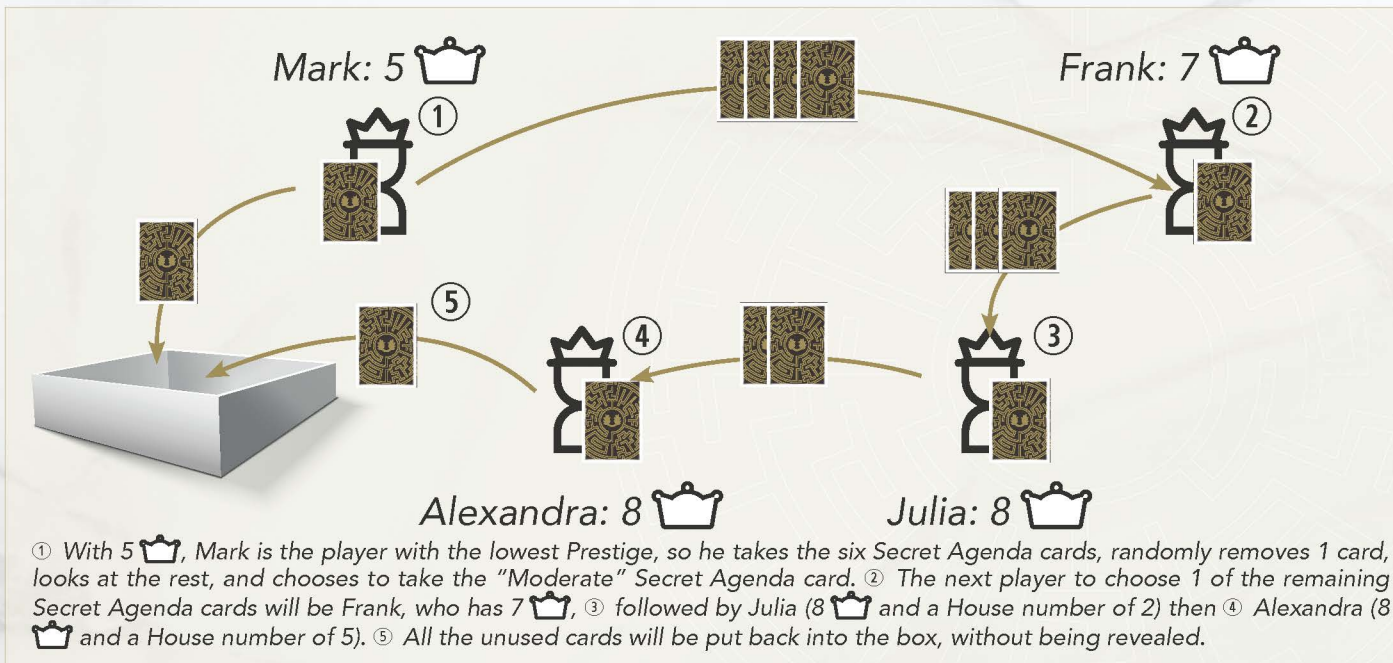 Mark: 5
Frank: 7
①
②
⑤
④
③
Alexandra: 8
Julia: 8
① With 5 , Mark is the player with the lowest Prestige, so he takes the six Secret Agenda cards, randomly removes 1 card,
looks at the rest, and chooses to take the “Moderate” Secret Agenda card. ② The next player to choose 1 of the remaining
Secret Agenda cards will be Frank, who has 7 , ③ followed by Julia (8 and a House number of 2) then ④ Alexandra (8
and a House number of 5). ⑤ All the unused cards will be put back into the box, without being revealed.